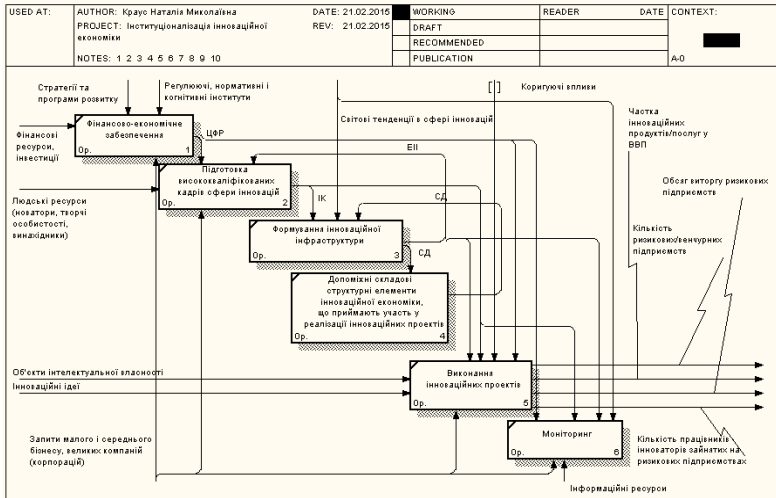 USED AT:
AUTHOR: Краус Наталія Миколаївна
DATE: 21.02.2015
PROJECT: Інституціоналізація інноваційної
економіки
REV: 21.02.2015
NOTES: 1 2 3 4 5 6 7 8 9 10
WORKING
DRAFT
RECOMMENDED
PUBLICATION
READER
DATE
CONTEXT:
A-0
Стратегії та
програми розвитку
Регулюючі, нормативні і
когнітивні інститути
[ ]
Коригуючі впливи
Світові тенденції в сфері інновацій
Частка
інноваційних
продуктів/послуг у
ВВП
Фінансові
ресурси,
інвестиції
Фінансово-економічне
забезпечення
0р.
1
ЦФР
ЕІІ
Підготовка
висококваліфікованих
кадрів сфери інновацій
0р.
2
Обсяг виторгу ризикових
підприємств
Людські ресурси
(новатори, творчі
особистост,
винахідники)
ІК
СД
Формування інноваційної
інфраструктури
0р.
3
СД
Кількість
ризикових/венчурних
підприємств
Допоміжні складові
структурні елементи
інноваційної економіки,
що приймають участь у
реалізації інноваційних проектів
0р.
4
Об'єкти інтелектуальної власності
Інноваційні ідеї
Виконання
інноваційних проектів
0р.
5
Запити малого і середнього
бізнесу, великих компаній
(корпорацій)
Моніторинг
0р.
6
Кількість працівників
інноваторів зайнятих на
ризикових підприємствах
Інформаційні ресурси